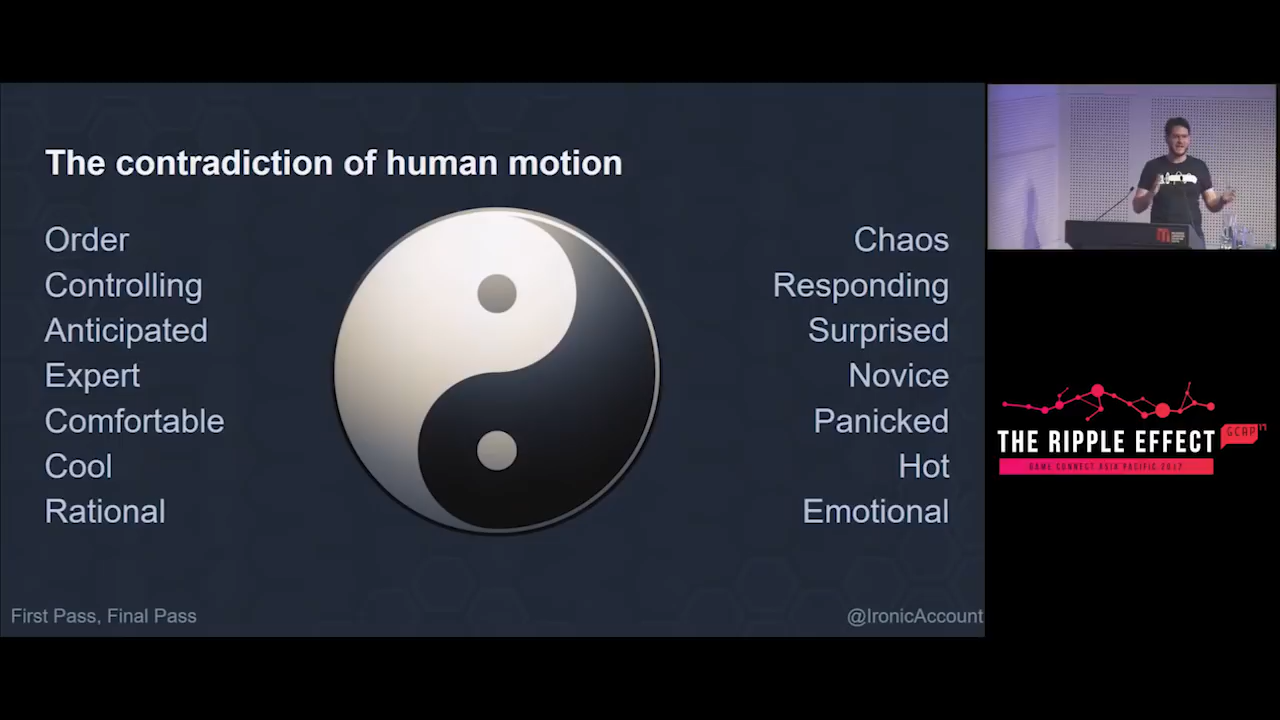 The contradiction of human motion
Order
Controlling
Anticipated
Expert
Comfortable
Cool
Rational
Chaos
Responding
Surprised
Novice
Panicked
Hot
Emotional
First Pass, Final Pass
@IronicAccount
THE RIPPLE EFFECT
GCAP17
GAME CONNECT ASIA PACIFIC 2017